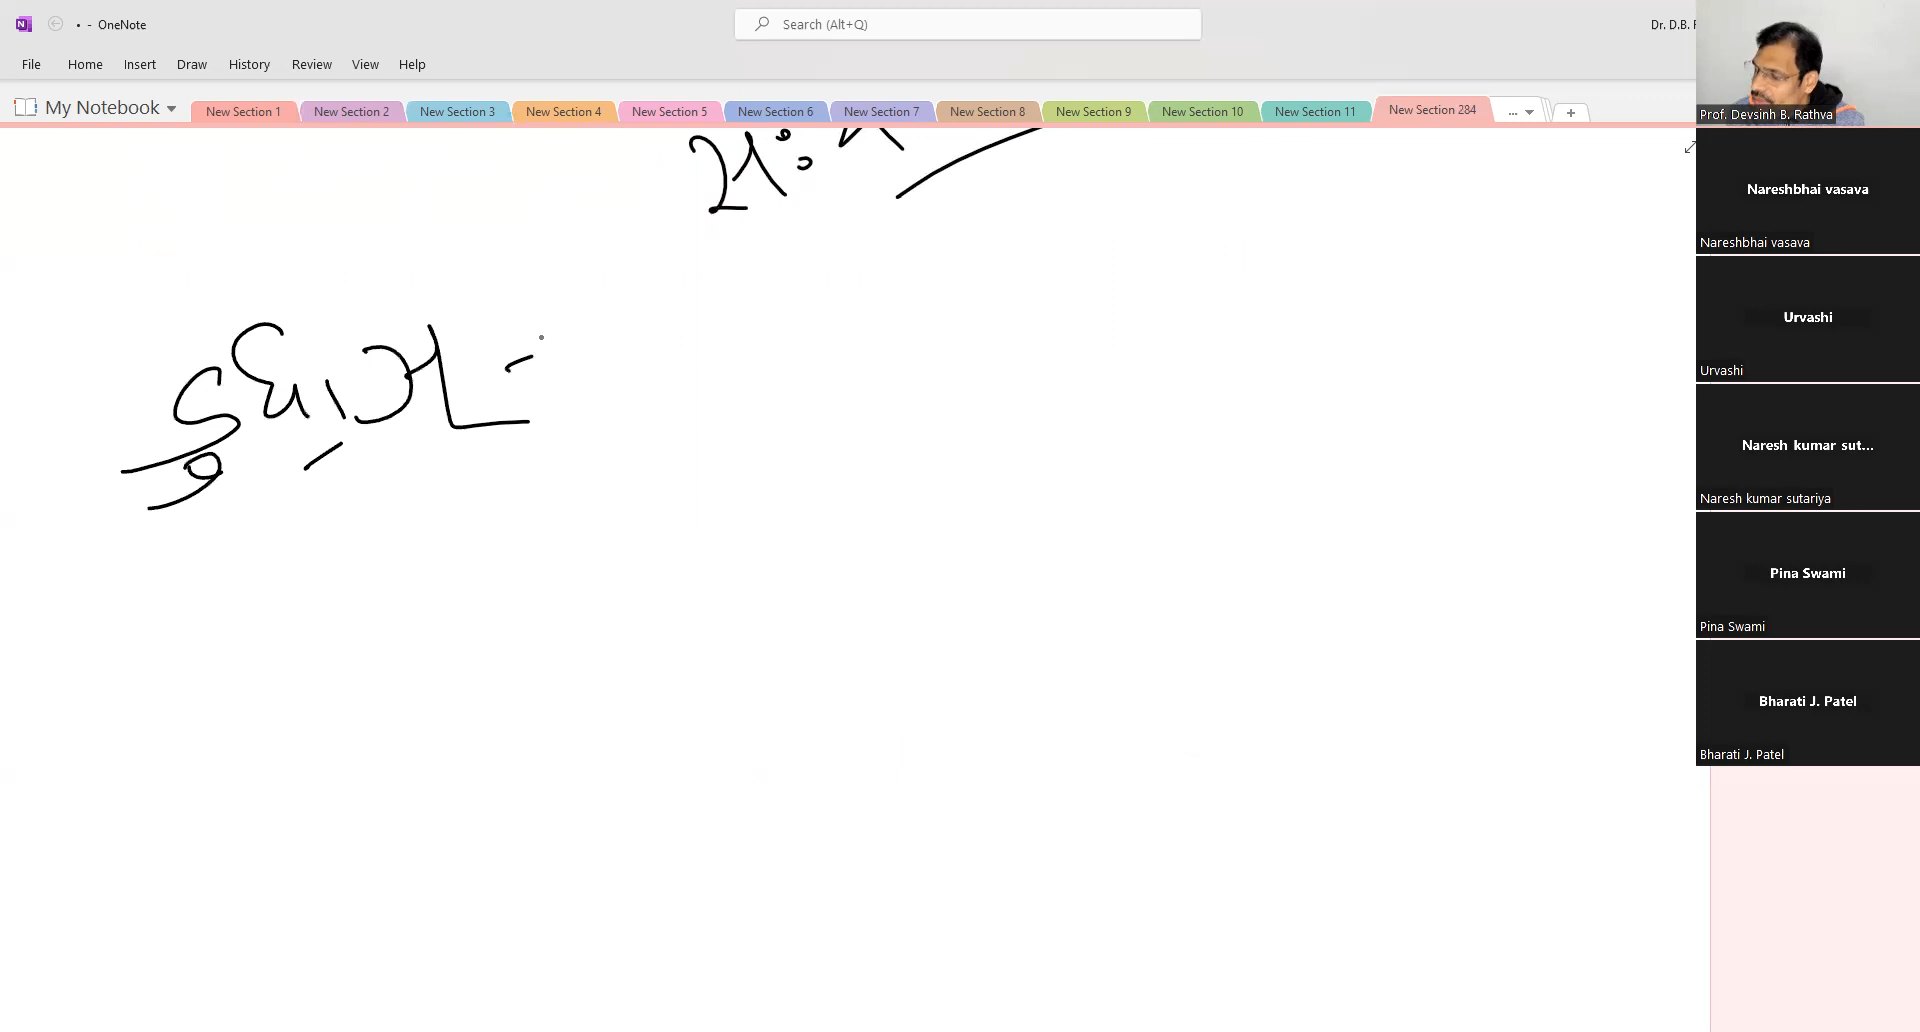 • - OneNote
Search (Alt+Q)
Dr. D.B.
File Home Insert Draw History Review View Help
My Notebook
New Section 1 New Section 2 New Section 3 New Section 4 New Section 5 New Section 6 New Section 7 New Section 8 New Section 9 New Section 10 New Section 11 New Section 284 ...
Prof. Devsinh B. Rathva
Nareshbhai vasava
Nareshbhai vasava
Urvashi
Urvashi
Naresh kumar sut...
Naresh kumar sutariya
Pina Swami
Pina Swami
Bharati J. Patel
Bharati J. Patel